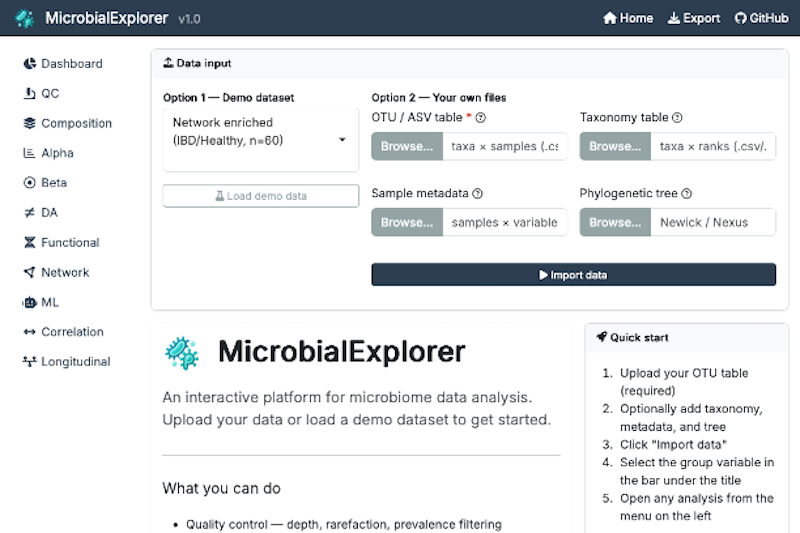 MicrobialExplorer v1.0
Home Export GitHub
Dashboard
QC
Composition
Alpha
Beta
DA
Functional
Network
ML
Correlation
Longitudinal
Data input
Option 1 — Demo dataset
Network enriched
(IBD/Healthy, n=60)
Load demo data
Option 2 — Your own files
OTU / ASV table *
Browse... taxa × samples (.cs
Taxonomy table
Browse... taxa × ranks (.csv/.
Sample metadata
Browse... samples × variable
Phylogenetic tree
Browse... Newick / Nexus
Import data
MicrobialExplorer
An interactive platform for microbiome data analysis.
Upload your data or load a demo dataset to get started.
What you can do
• Quality control — depth, rarefaction, prevalence filtering
Quick start
1. Upload your OTU table
(required)
2. Optionally add taxonomy,
metadata, and tree
3. Click "Import data"
4. Select the group variable in
the bar under the title
5. Open any analysis from the
menu on the left